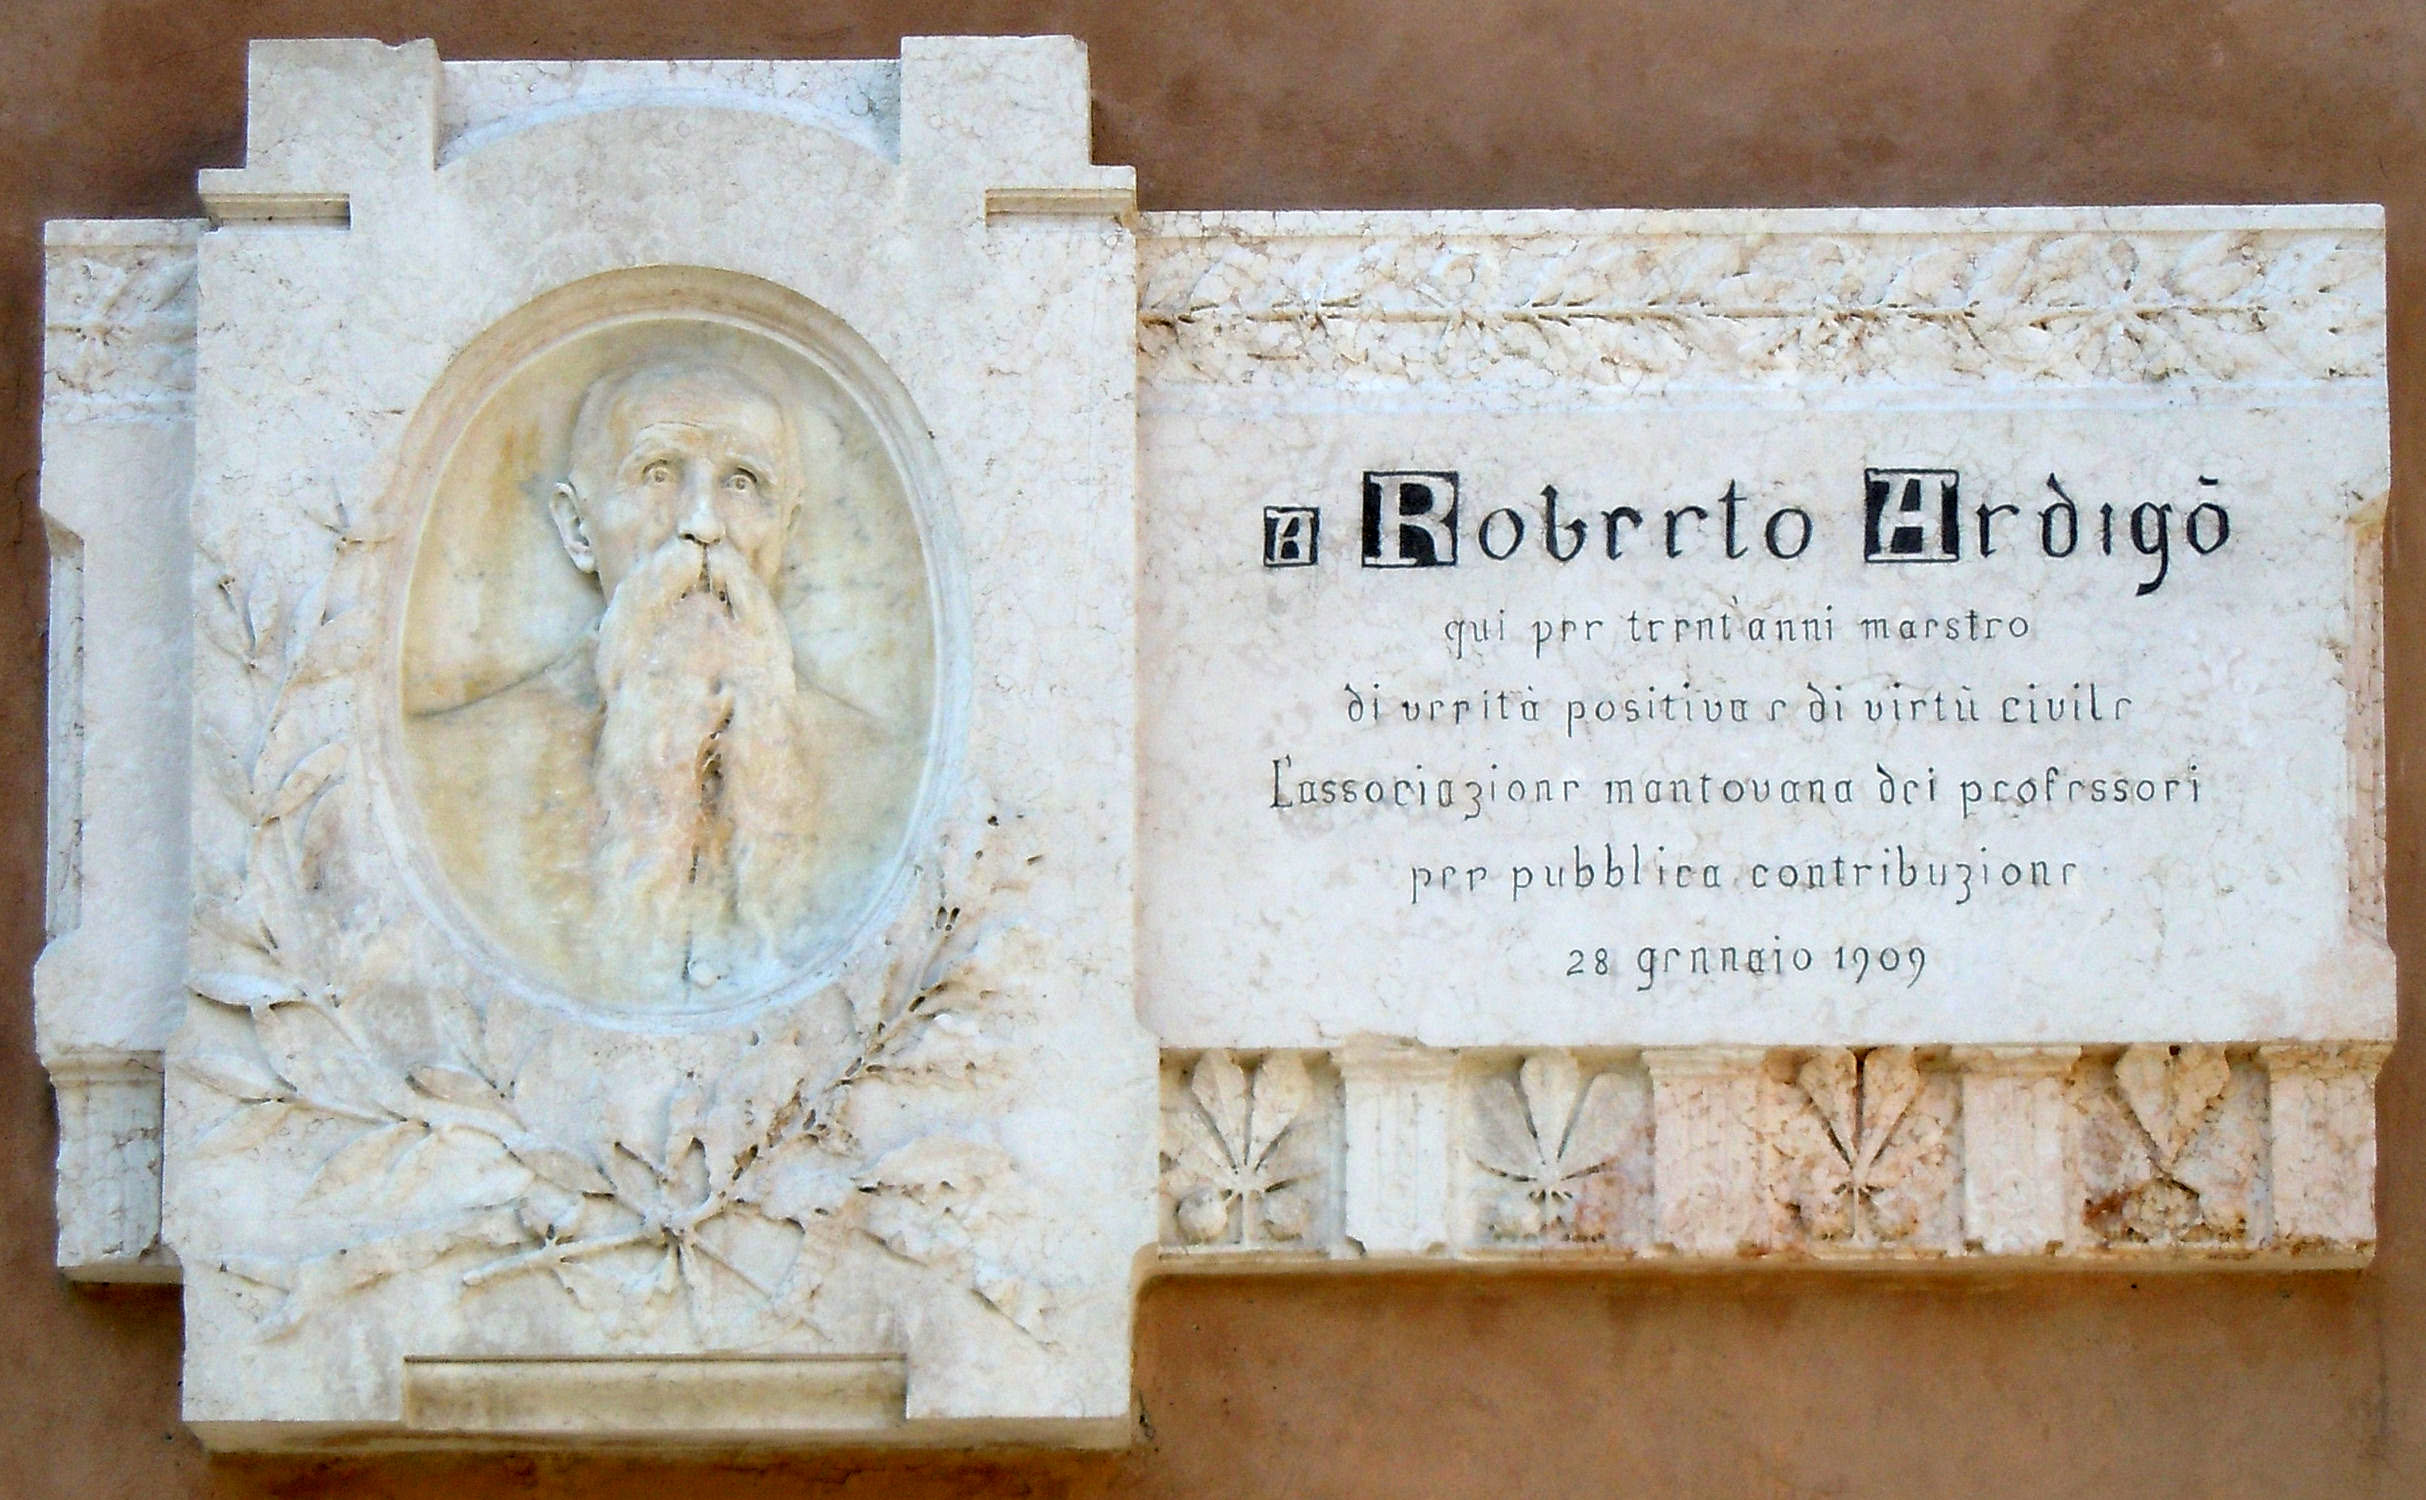 A Roberto Ardigò
qui per trent'anni maestro
di verità positiva e di virtù civile
L'associazione mantovana dei professori
per pubblica contribuzione
28 gennaio 1909